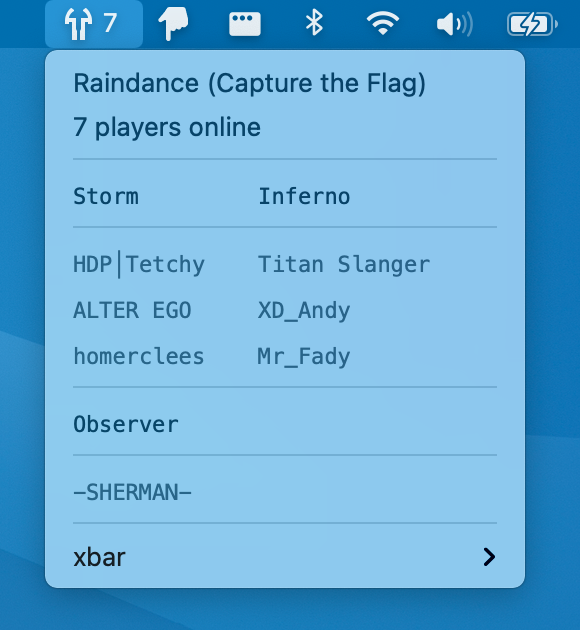 7
Raindance (Capture the Flag)
7 players online
Storm Inferno
HDP|Tetchy Titan Slanger
ALTER EGO XD_Andy
homerclees Mr_Fady
Observer
-SHERMAN-
xbar